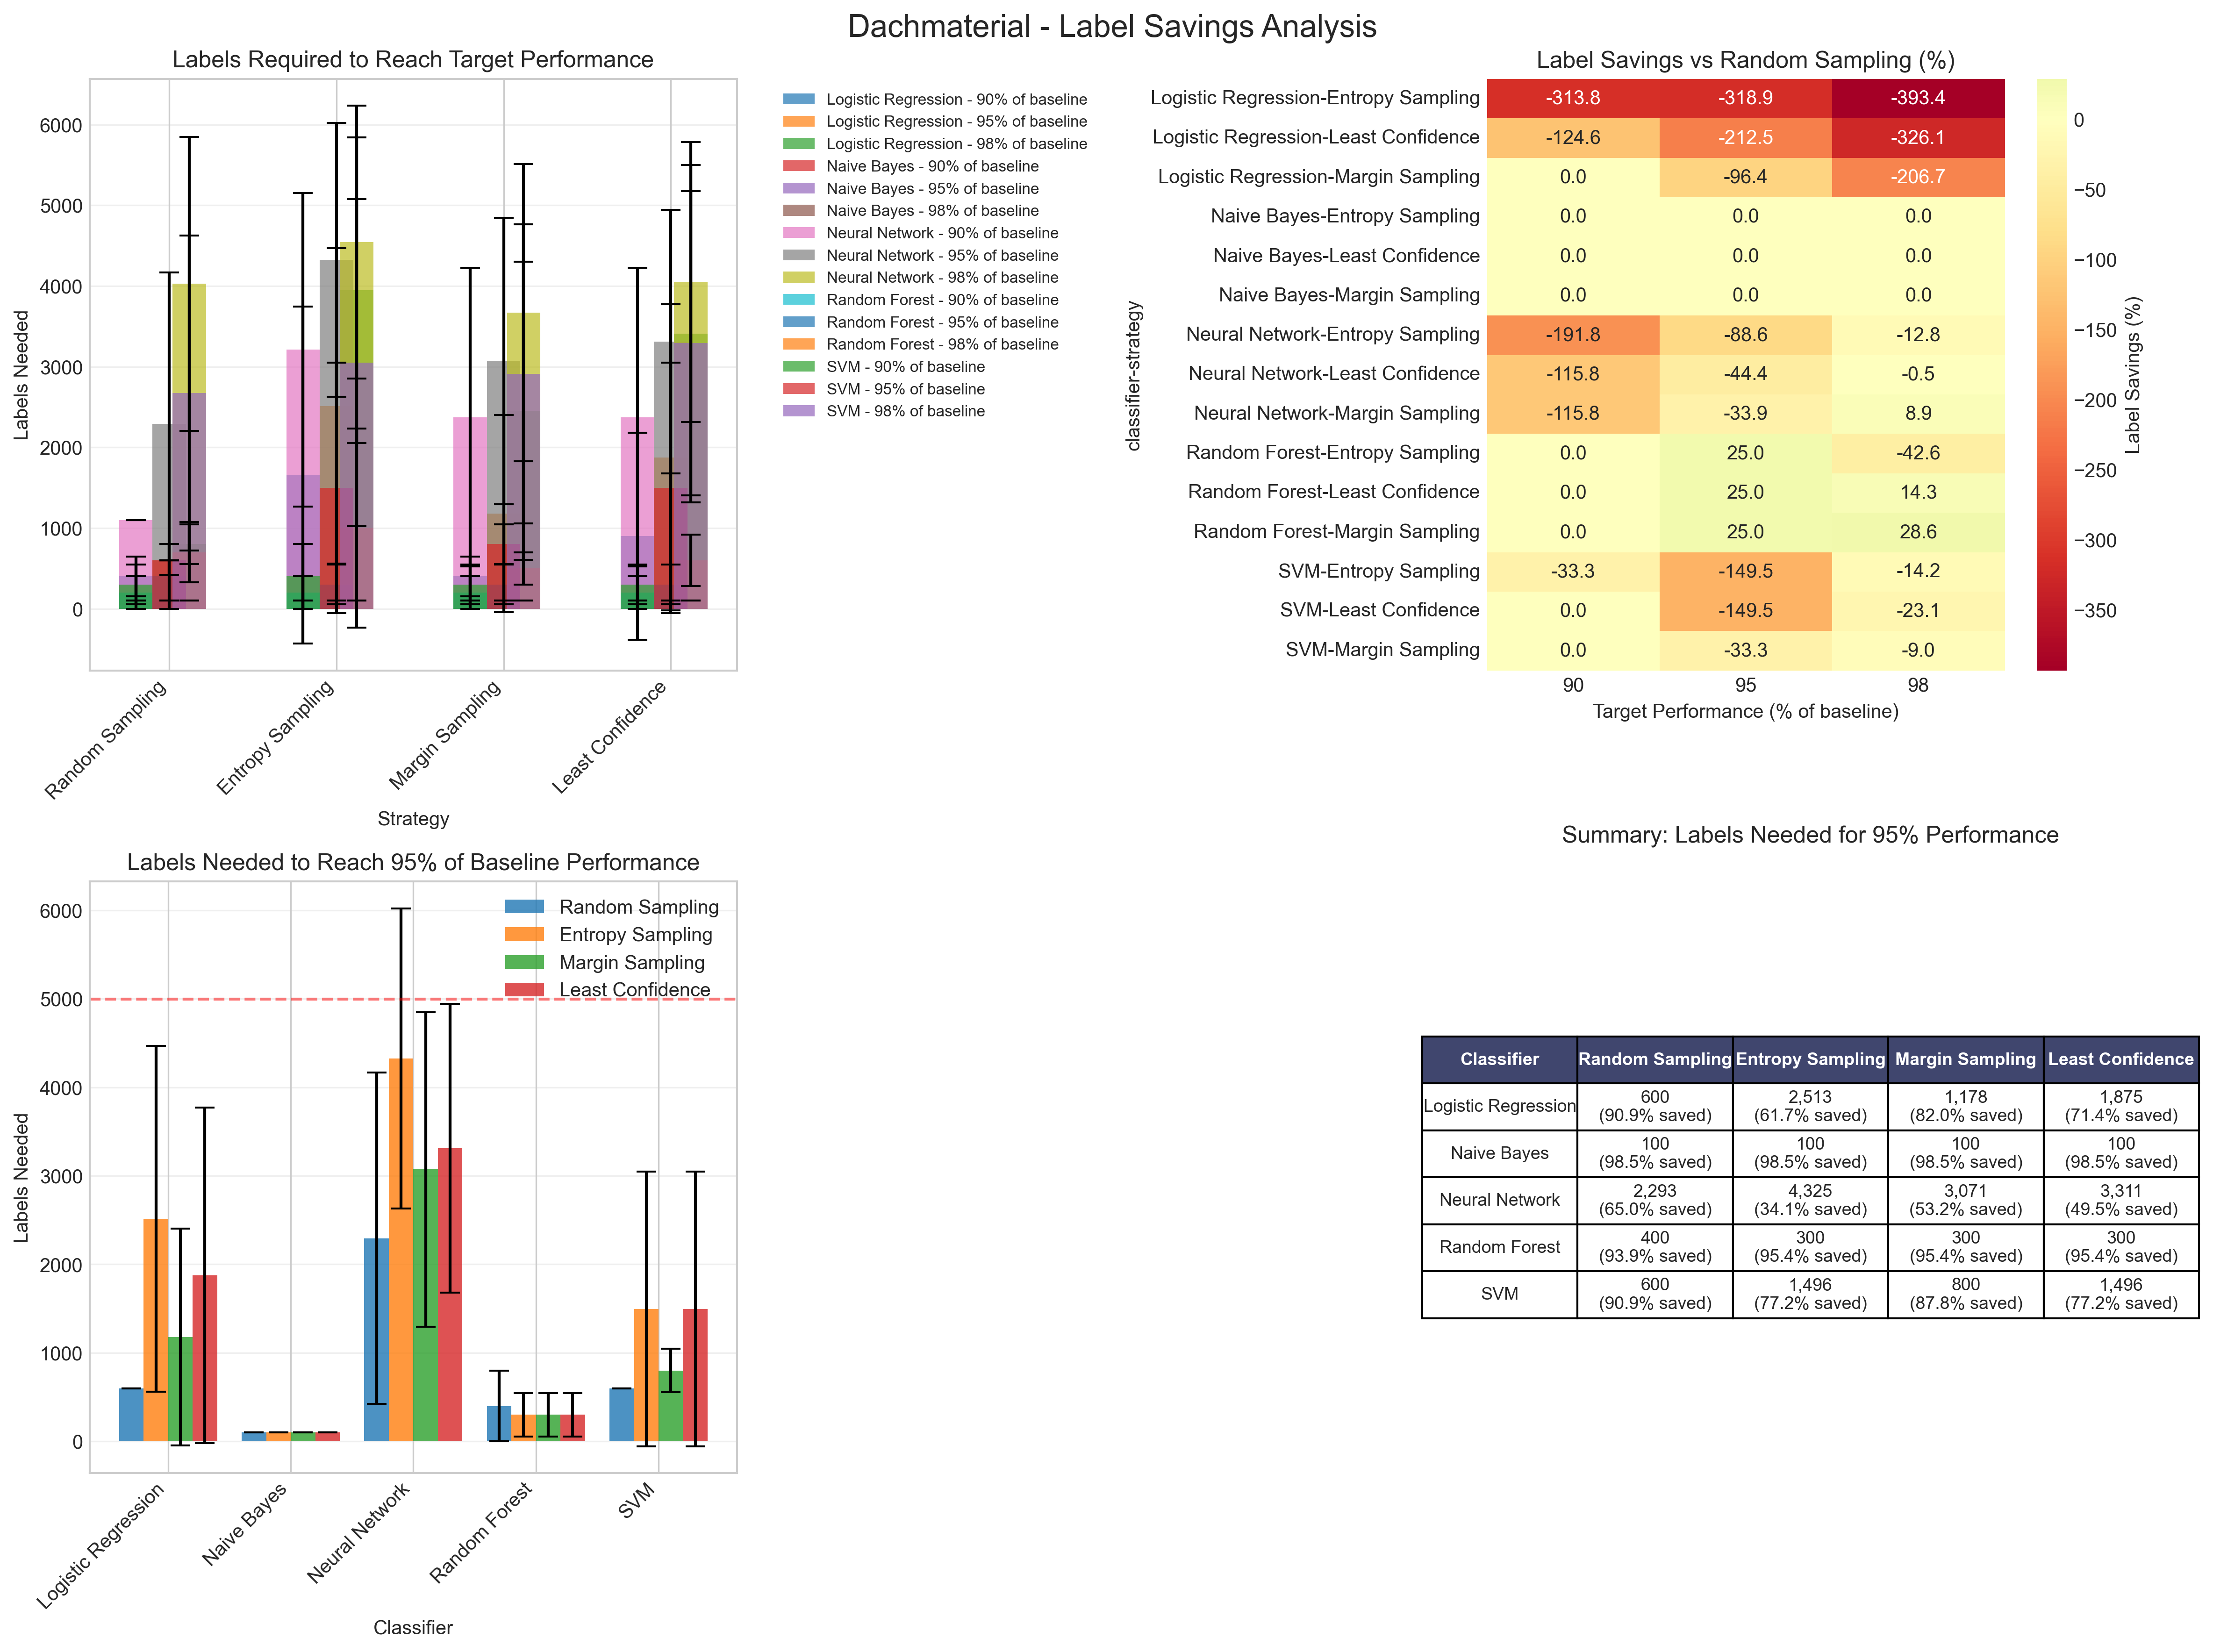 Dachmaterial - Label Savings Analysis
Labels Required to Reach Target Performance
Labels Needed
6000
5000
4000
3000
2000
1000
0
Random Sampling
Entropy Sampling
Margin Sampling
Least Confidence
Strategy
Logistic Regression - 90% of baseline
Logistic Regression - 95% of baseline
Logistic Regression - 98% of baseline
Naive Bayes - 90% of baseline
Naive Bayes - 95% of baseline
Naive Bayes - 98% of baseline
Neural Network - 90% of baseline
Neural Network - 95% of baseline
Neural Network - 98% of baseline
Random Forest - 90% of baseline
Random Forest - 95% of baseline
Random Forest - 98% of baseline
SVM - 90% of baseline
SVM - 95% of baseline
SVM - 98% of baseline
Label Savings vs Random Sampling (%)
classifier-strategy
Logistic Regression-Entropy Sampling -313.8 -318.9 -393.4
Logistic Regression-Least Confidence -124.6 -212.5 -326.1
Logistic Regression-Margin Sampling 0.0 -96.4 -206.7
Naive Bayes-Entropy Sampling 0.0 0.0 0.0
Naive Bayes-Least Confidence 0.0 0.0 0.0
Naive Bayes-Margin Sampling 0.0 0.0 0.0
Neural Network-Entropy Sampling -191.8 -88.6 -12.8
Neural Network-Least Confidence -115.8 -44.4 -0.5
Neural Network-Margin Sampling -115.8 -33.9 8.9
Random Forest-Entropy Sampling 0.0 25.0 -42.6
Random Forest-Least Confidence 0.0 25.0 14.3
Random Forest-Margin Sampling 0.0 25.0 28.6
SVM-Entropy Sampling -33.3 -149.5 -14.2
SVM-Least Confidence 0.0 -149.5 -23.1
SVM-Margin Sampling 0.0 -33.3 -9.0
90 95 98
Target Performance (% of baseline)
0
−50
−100
−150
−200
−250
−300
−350
Label Savings (%)
Labels Needed to Reach 95% of Baseline Performance
Labels Needed
6000
5000
4000
3000
2000
1000
0
Random Sampling
Entropy Sampling
Margin Sampling
Least Confidence
Logistic Regression
Naive Bayes
Neural Network
Random Forest
SVM
Classifier
Summary: Labels Needed for 95% Performance
Classifier Random Sampling Entropy Sampling Margin Sampling Least Confidence
Logistic Regression
600 2,513 1,178 1,875
(90.9% saved) (61.7% saved) (82.0% saved) (71.4% saved)
Naive Bayes
100 100 100 100
(98.5% saved) (98.5% saved) (98.5% saved) (98.5% saved)
Neural Network
2,293 4,325 3,071 3,311
(65.0% saved) (34.1% saved) (53.2% saved) (49.5% saved)
Random Forest
400 300 300 300
(93.9% saved) (95.4% saved) (95.4% saved) (95.4% saved)
SVM
600 1,496 800 1,496
(90.9% saved) (77.2% saved) (87.8% saved) (77.2% saved)